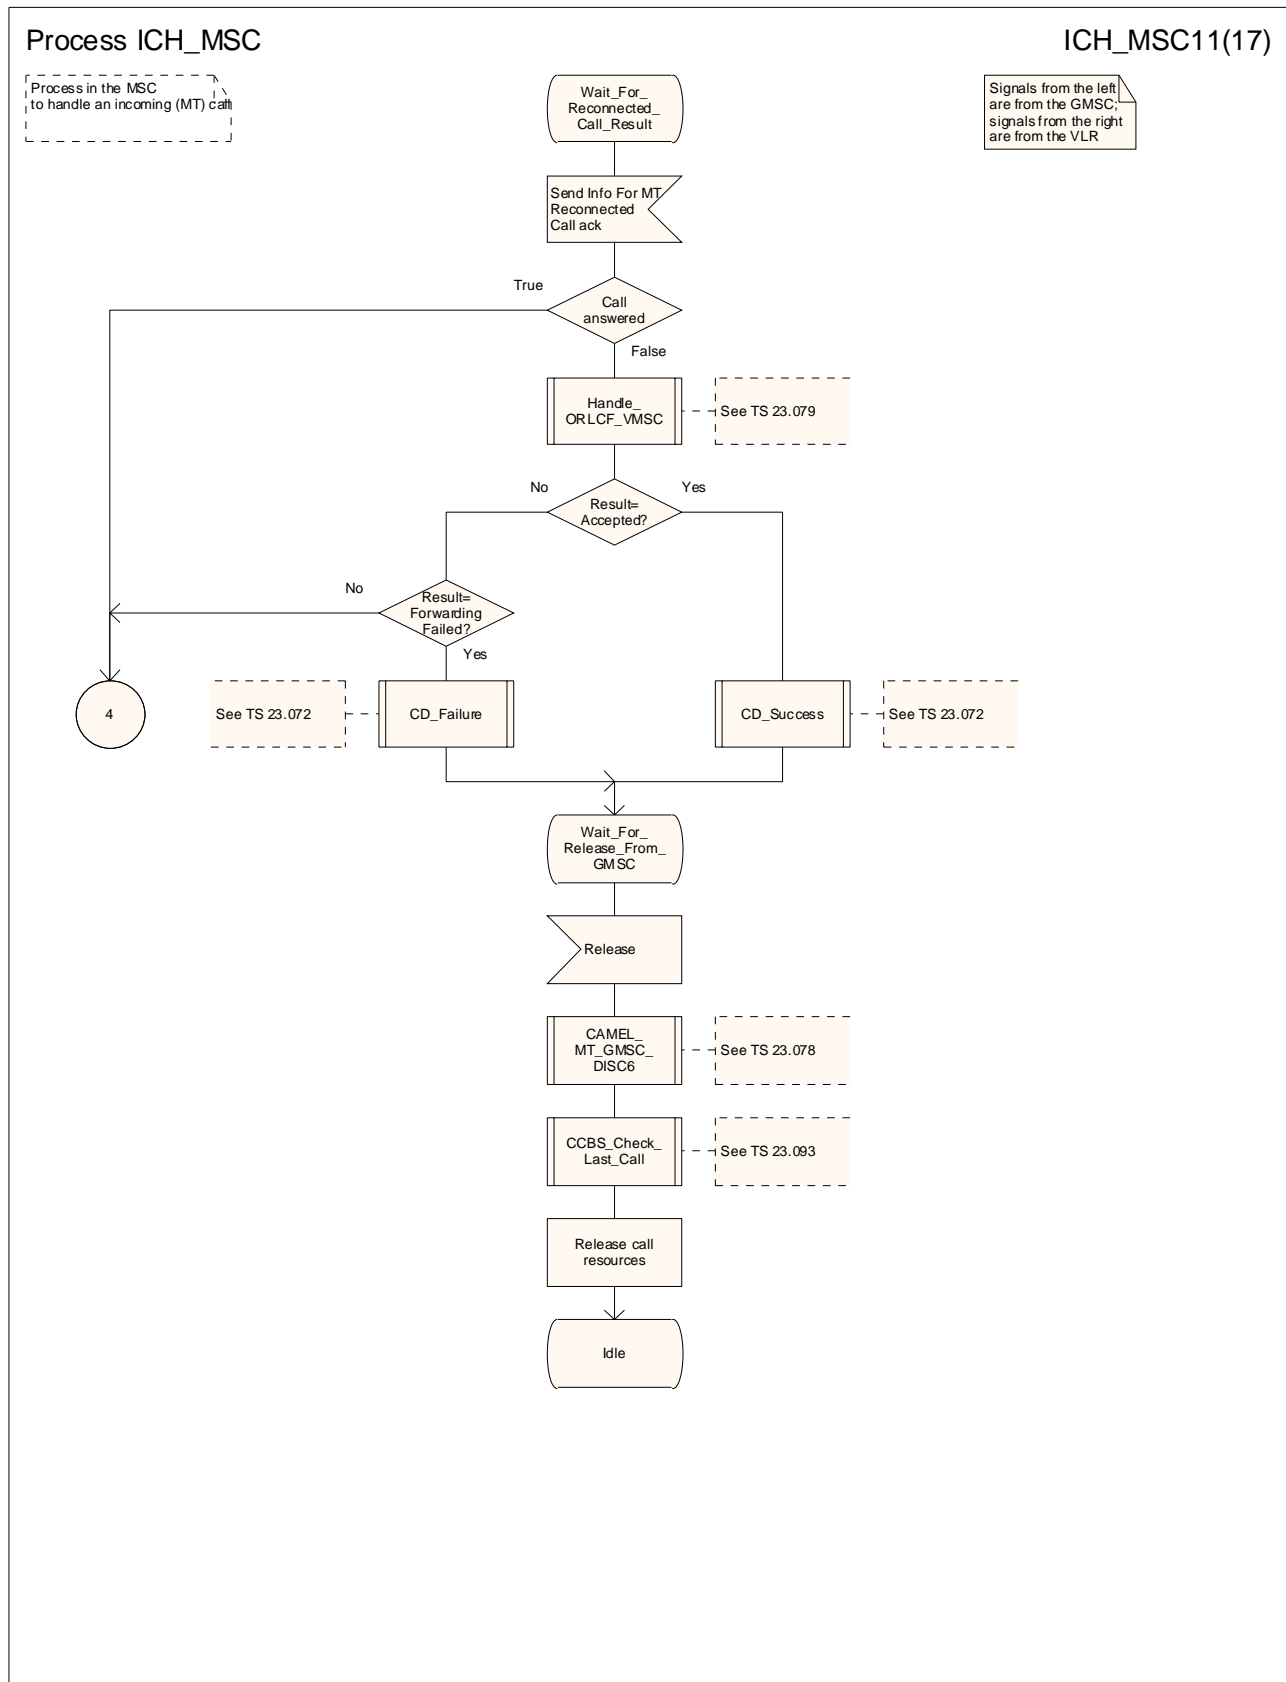 Process ICH_MSC
ICH_MSC11(17)
Process in the MSC
to handle an incoming (MT) call
Signals from the left
are from the GMSC;
signals from the right
are from the VLR
Wait_For_
Reconnected_
Call_Result
Send Info For MT
Reconnected
Call ack
True
Call
answered
False
Handle_
ORLCF_VMSC
See TS 23.079
No
Yes
Result=
Accepted?
No
Result=
Forwarding
Failed?
Yes
4
See TS 23.072
CD_Failure
CD_Success
See TS 23.072
Wait_For_
Release_From_
GMSC
Release
CAMEL_
MT_GMSC_
DISC6
See TS 23.078
CCBS_Check_
Last_Call
See TS 23.093
Release call
resources
Idle